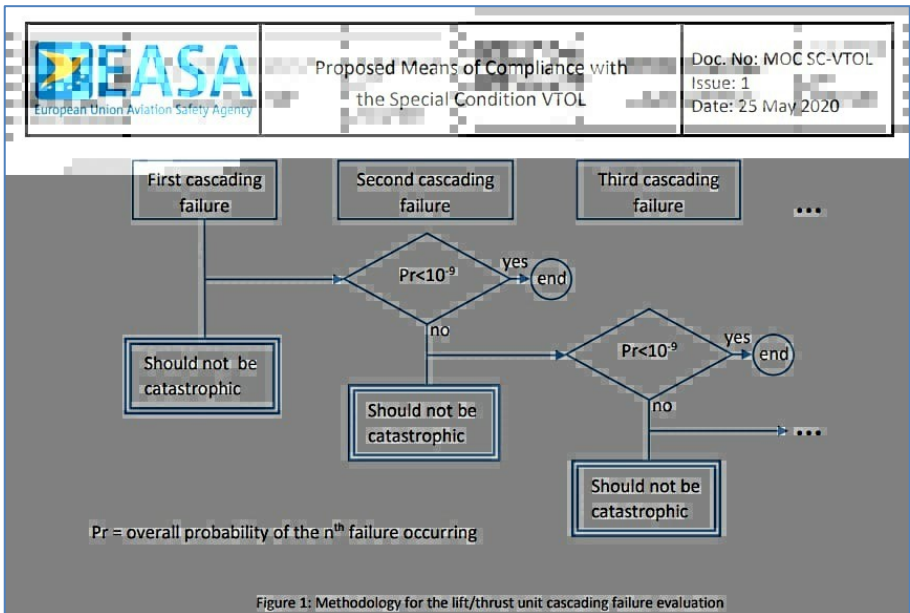 EASA
European Union Aviation Safety Agency
Proposed Means of Compliance with
the Special Condition VTOL
Doc. No: MOC SC-VTOL
Issue: 1
Date: 25 May 2020
First cascading
failure
Second cascading
failure
Third cascading
failure
...
Pr<10⁻⁹
yes
end
no
Should not be
catastrophic
Pr<10⁻⁹
yes
end
no
Should not be
catastrophic
...
Should not be
catastrophic
Pr = overall probability of the nᵗʰ failure occurring
Figure 1: Methodology for the lift/thrust unit cascading failure evaluation